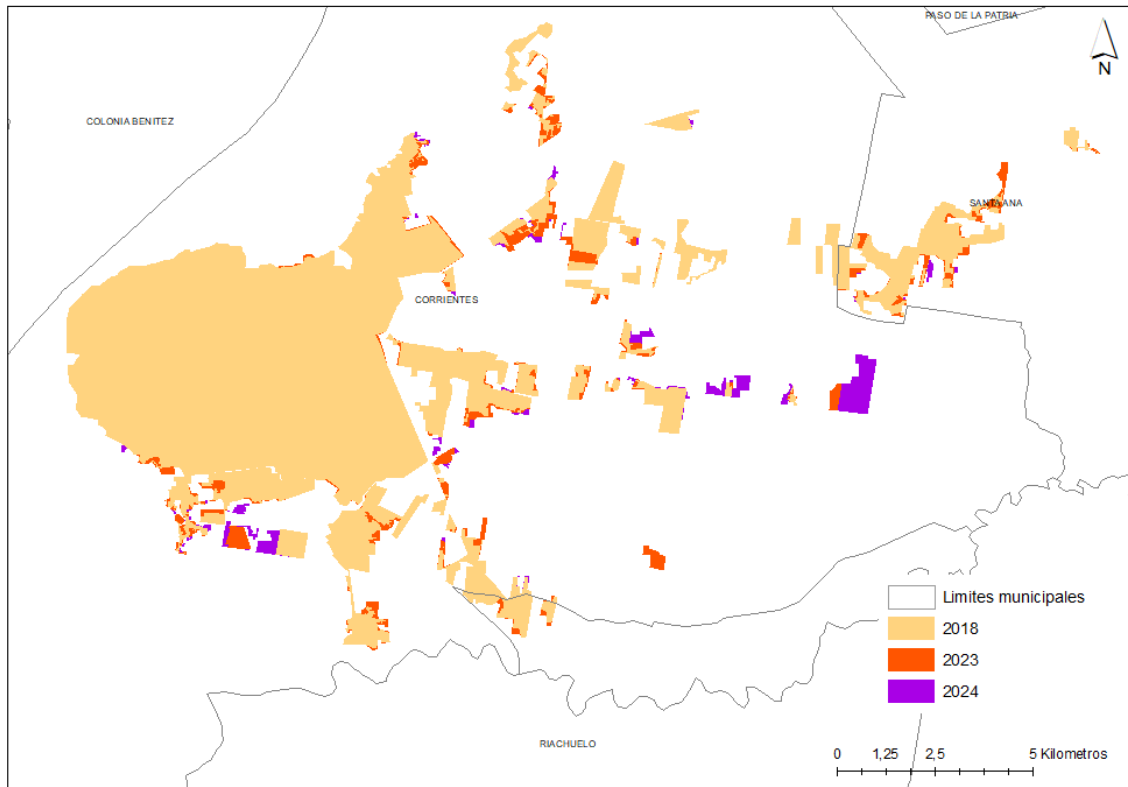 PASO DE LA PATRIA
N
COLONIA BENITEZ
SANTA ANA
CORRIENTES
Limites municipales
2018
2023
2024
RIACHUELO
0 1,25 2,5 5 Kilometros